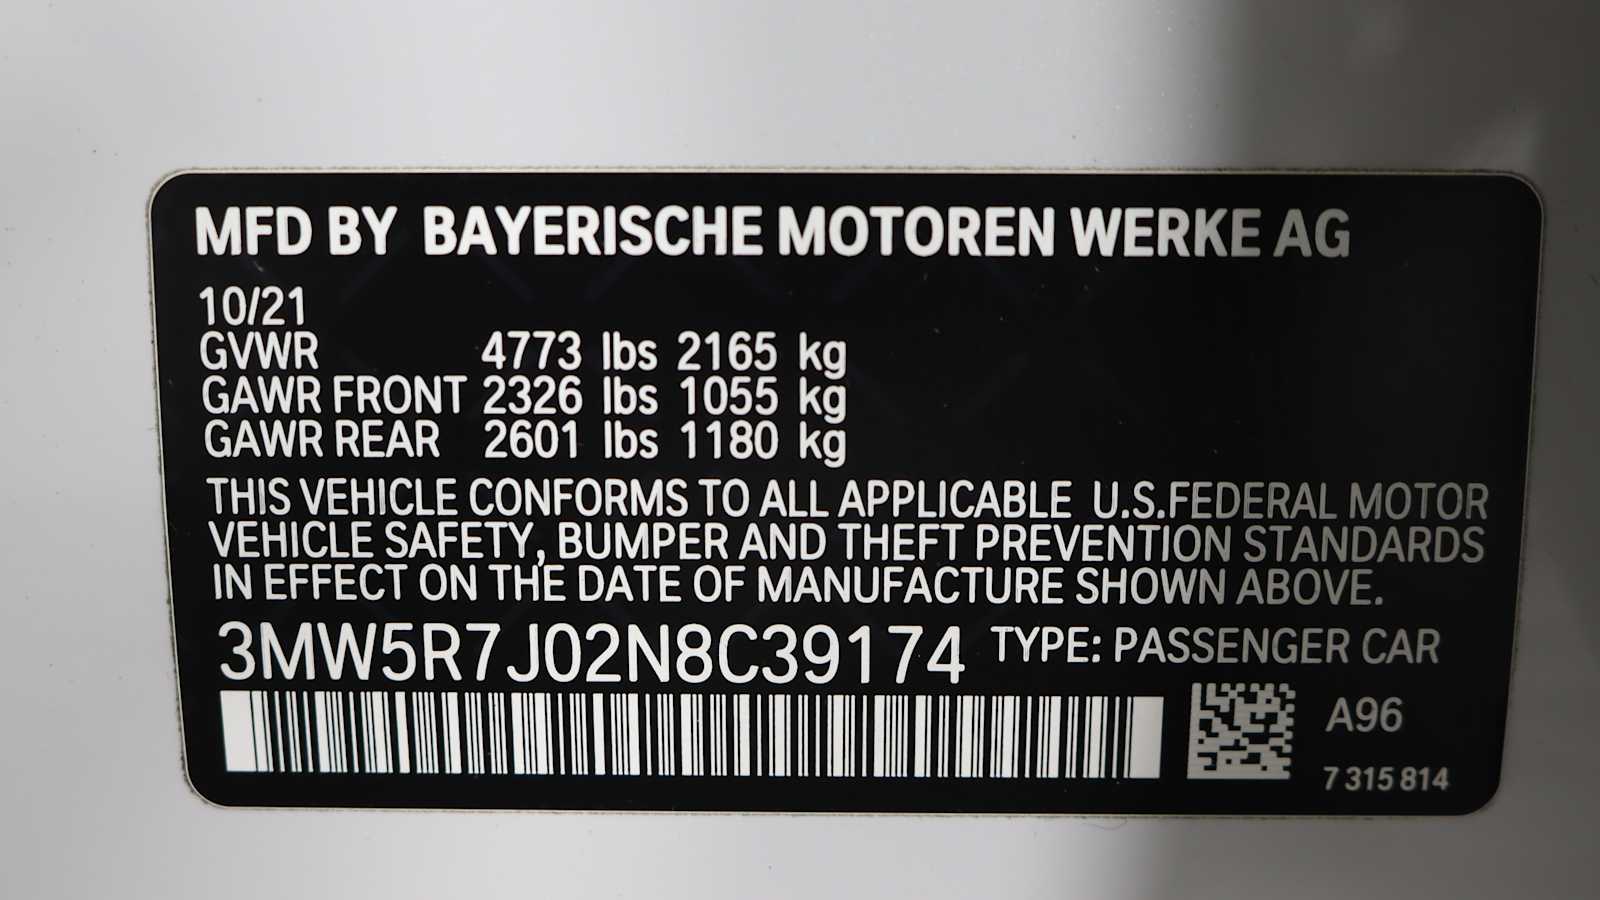 MFD BY BAYERISCHE MOTOREN WERKE AG
10/21
GVWR 4773 lbs 2165 kg
GAWR FRONT 2326 lbs 1055 kg
GAWR REAR 2601 lbs 1180 kg
THIS VEHICLE CONFORMS TO ALL APPLICABLE U.S.FEDERAL MOTOR
VEHICLE SAFETY, BUMPER AND THEFT PREVENTION STANDARDS
IN EFFECT ON THE DATE OF MANUFACTURE SHOWN ABOVE.
3MW5R7J02N8C39174 TYPE: PASSENGER CAR
A96
7 315 814